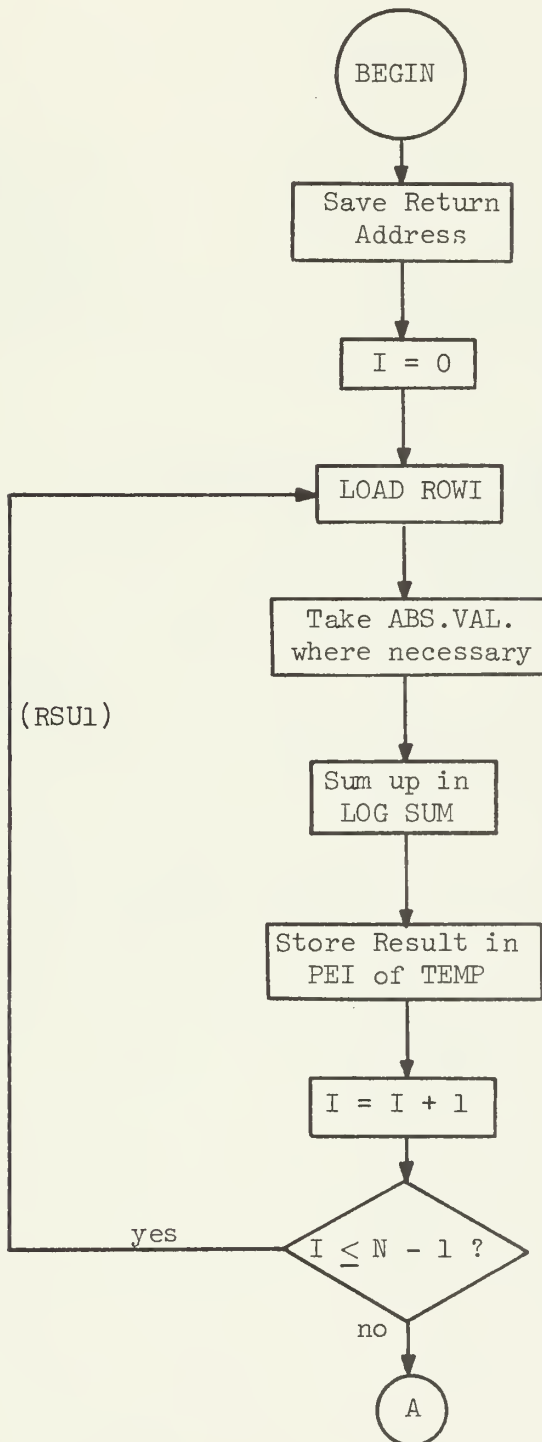 BEGIN
Save Return
Address
I = 0
LOAD ROWI
Take ABS.VAL.
where necessary
(RSU1)
Sum up in
LOG SUM
Store Result in
PEI of TEMP
I = I + 1
yes
I ≤ N - 1 ?
no
A